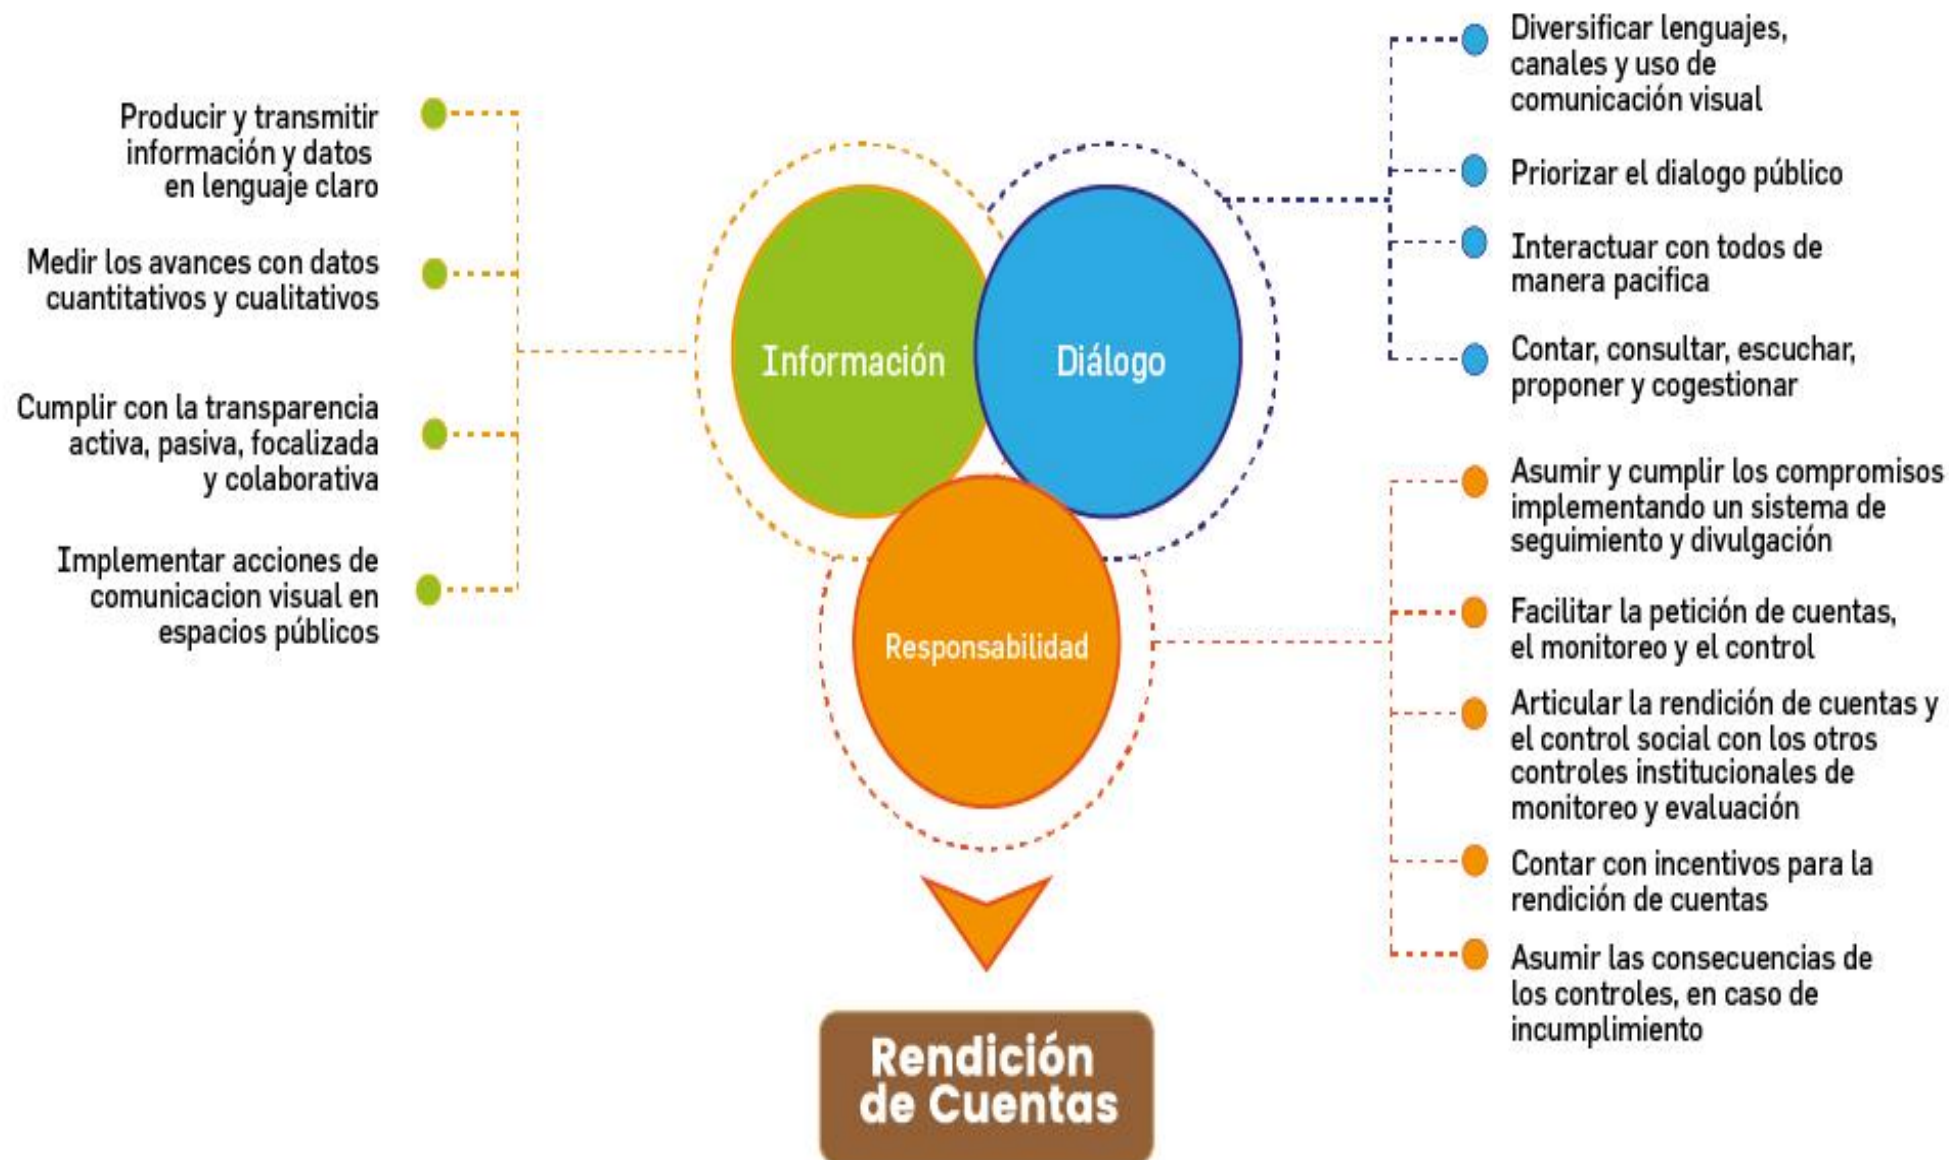 Producir y transmitir
información y datos
en lenguaje claro
Medir los avances con datos
cuantitativos y cualitativos
Cumplir con la transparencia
activa, pasiva, focalizada
y colaborativa
Implementar acciones de
comunicacion visual en
espacios públicos
Información
Diálogo
Responsabilidad
Diversificar lenguajes,
canales y uso de
comunicación visual
Priorizar el dialogo público
Interactuar con todos de
manera pacifica
Contar, consultar, escuchar,
proponer y cogestionar
Asumir y cumplir los compromisos
implementando un sistema de
seguimiento y divulgación
Facilitar la petición de cuentas,
el monitoreo y el control
Articular la rendición de cuentas y
el control social con los otros
controles institucionales de
monitoreo y evaluación
Contar con incentivos para la
rendición de cuentas
Asumir las consecuencias de
los controles, en caso de
incumplimiento
Rendición
de Cuentas